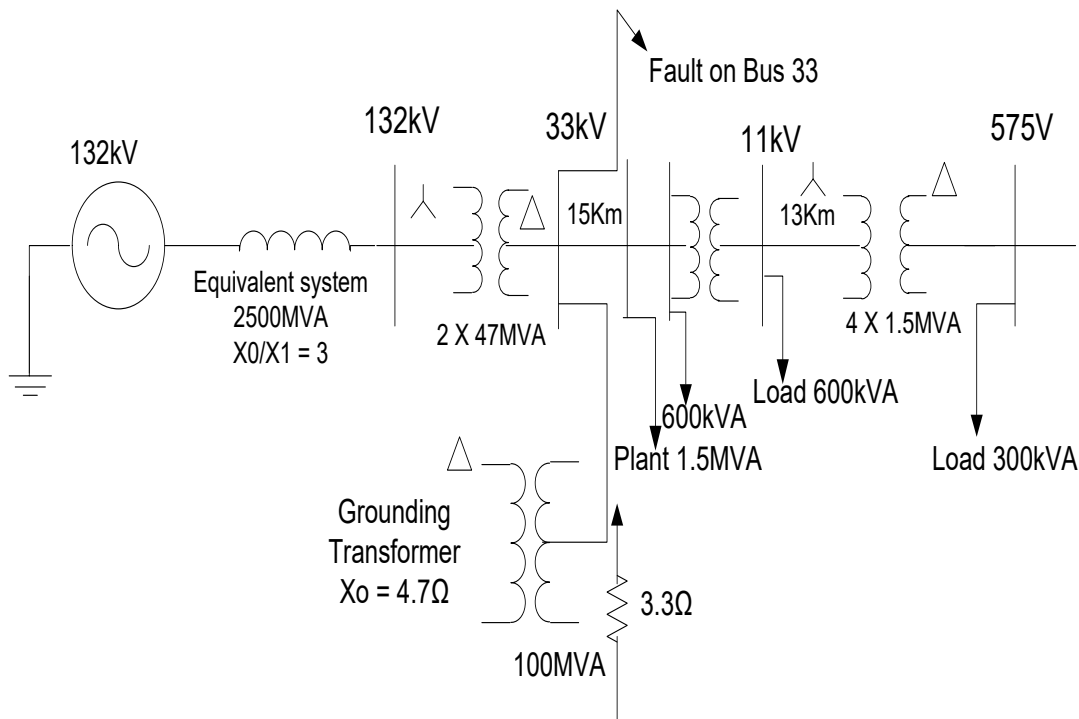 Fault on Bus 33
132kV
132kV
33kV
11kV
575V
15Km
13Km
Equivalent system
2500MVA
X0/X1 = 3
2 X 47MVA
4 X 1.5MVA
Load 600kVA
600kVA
Plant 1.5MVA
Load 300kVA
Grounding
Transformer
Xo = 4.7Ω
3.3Ω
100MVA